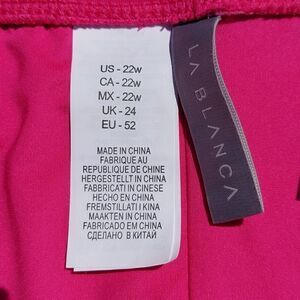 US - 22w
CA - 22w
MX - 22w
UK - 24
EU - 52
MADE IN CHINA
FABRIQUE AU
REPUBLIQUE DE CHINE
HERGESTELLT IN CHINA
FABBRICATI IN CINESE
HECHO EN CHINA
FREMSTILLATI I KINA
MAAKTEN IN CHINA
FABRICADO EM CHINA
СДЕЛАНО В КИТАЙ
LA BLANCA